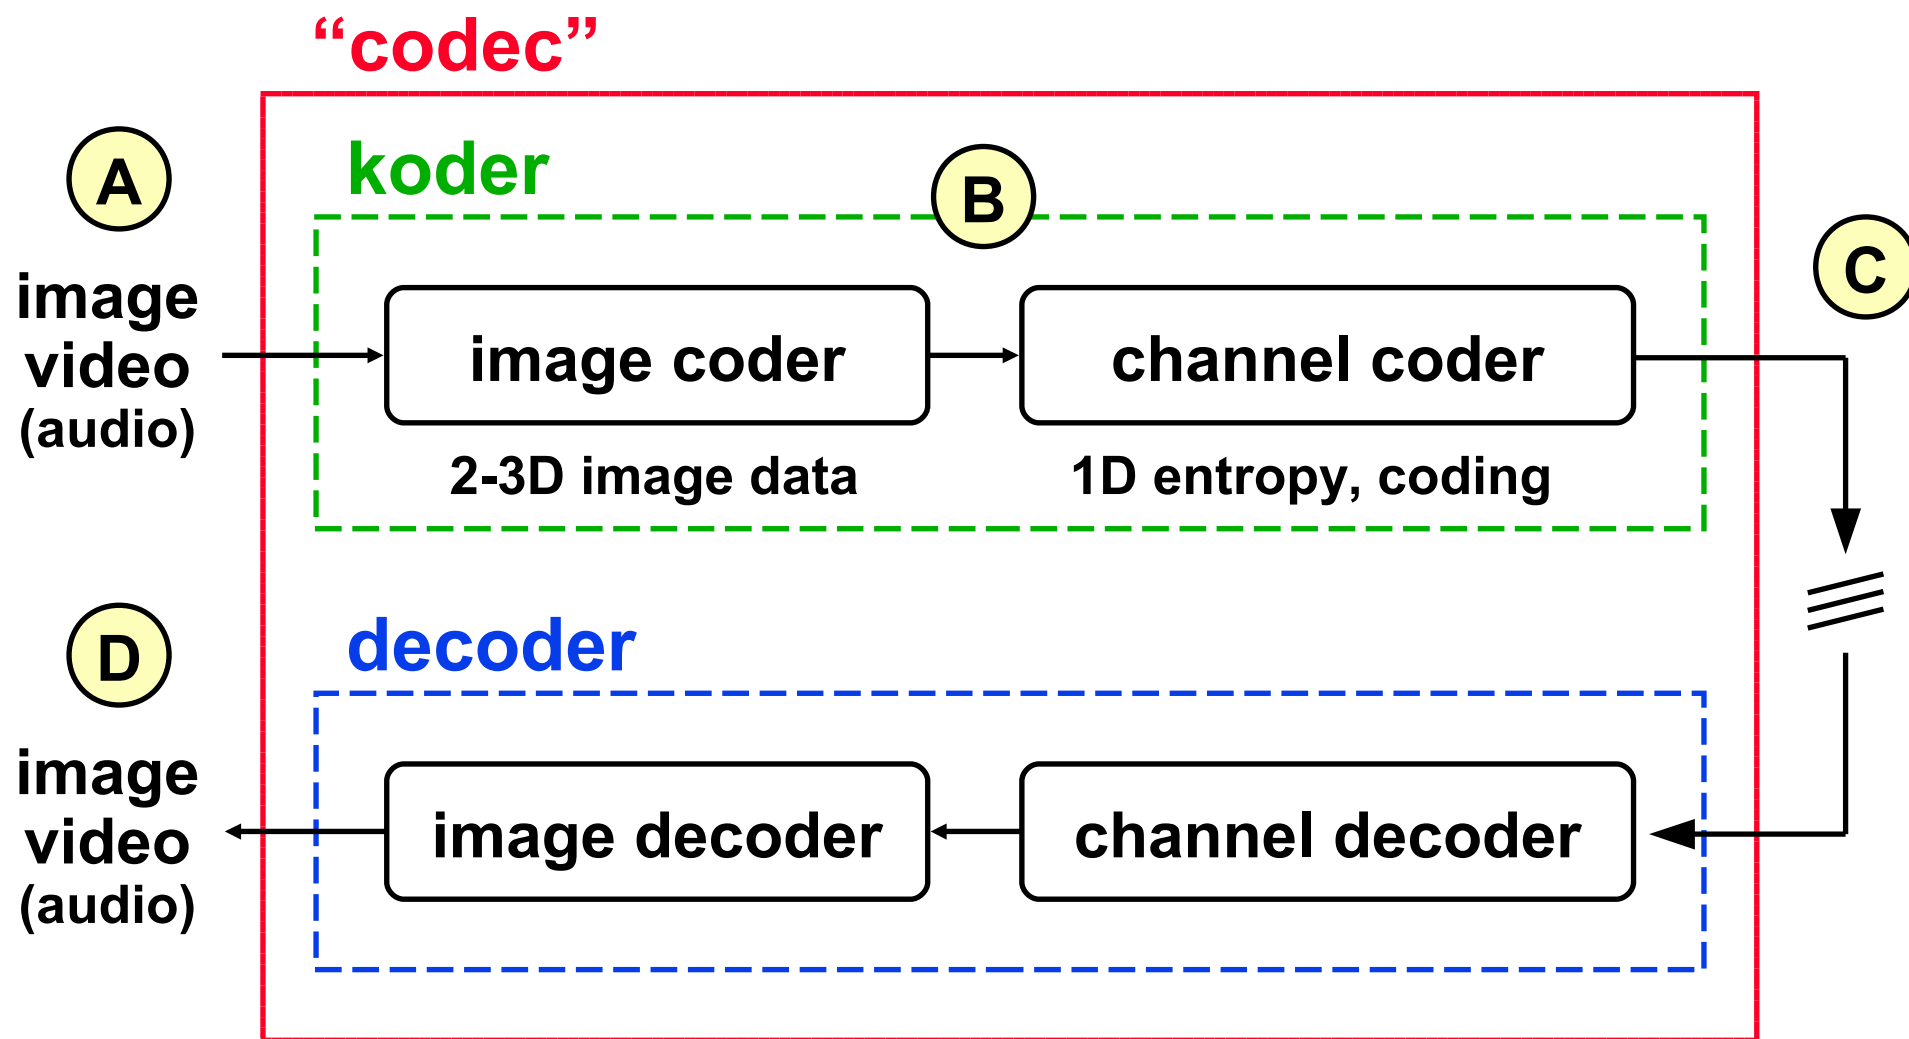 “codec”
A
koder
B
C
image
video
(audio)
image coder
channel coder
2-3D image data
1D entropy, coding
D
decoder
image
video
(audio)
image decoder
channel decoder